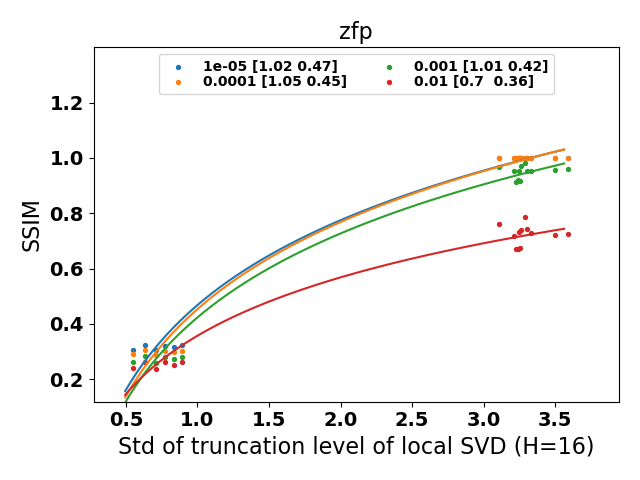 zfp
1e-05 [1.02 0.47]
0.0001 [1.05 0.45]
0.001 [1.01 0.42]
0.01 [0.7  0.36]
SSIM
1.2
1.0
0.8
0.6
0.4
0.2
0.5 1.0 1.5 2.0 2.5 3.0 3.5
Std of truncation level of local SVD (H=16)